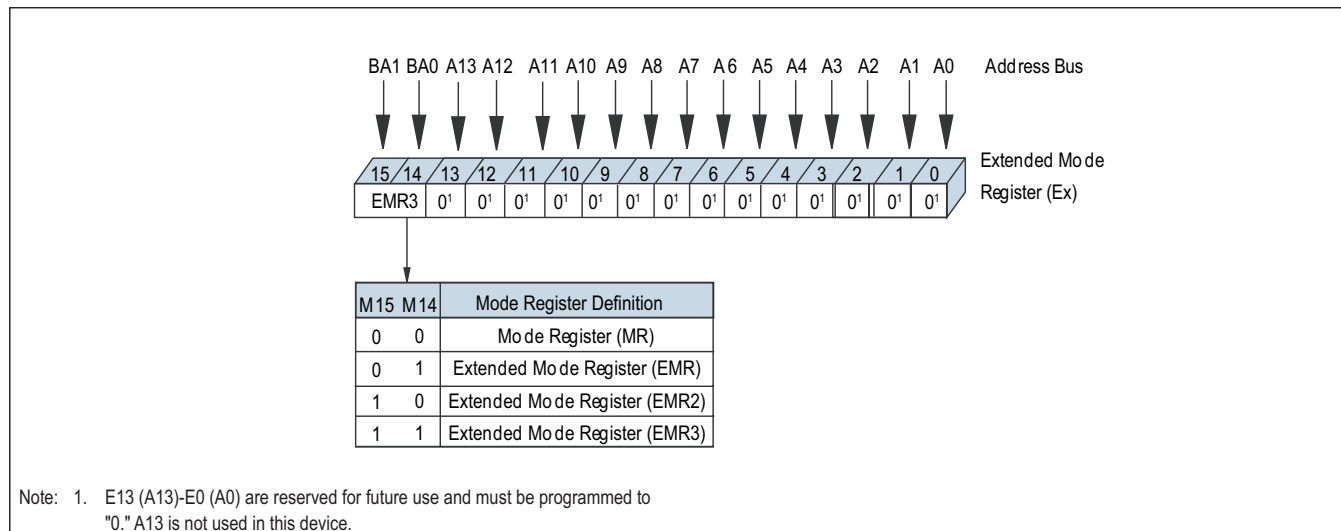 BA1 BA0 A13 A12 A11 A10 A9 A8 A7 A6 A5 A4 A3 A2 A1 A0 Address Bus
15 14 13 12 11 10 9 8 7 6 5 4 3 2 1 0 Extended Mode
EMR3 0¹ 0¹ 0¹ 0¹ 0¹ 0¹ 0¹ 0¹ 0¹ 0¹ 0¹ 0¹ 0¹ 0¹ Register (Ex)
M15 M14 Mode Register Definition
0 0 Mode Register (MR)
0 1 Extended Mode Register (EMR)
1 0 Extended Mode Register (EMR2)
1 1 Extended Mode Register (EMR3)
Note: 1. E13 (A13)-E0 (A0) are reserved for future use and must be programmed to
"0." A13 is not used in this device.